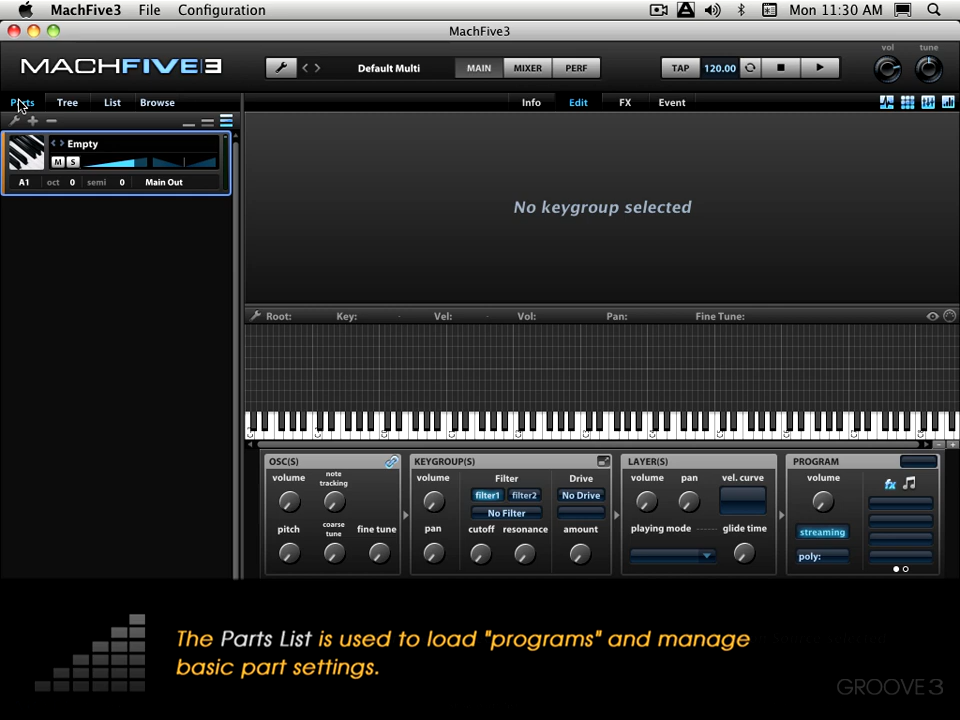 MachFive3 File Configuration Mon 11:30 AM
MachFive3
MACHFIVE 3 Default Multi MAIN MIXER PERF TAP 120.00 vol tune
Parts Tree List Browse Info Edit FX Event
Empty
M S
A1 oct 0 semi 0 Main Out
No keygroup selected
Root: Key: - Vel: - Vol: Pan: Fine Tune:
OSC(S) KEYGROUP(S) LAYER(S) PROGRAM
volume note tracking volume Filter Drive volume pan vel. curve volume fx
filter1 filter2 No Drive
No Filter
pitch coarse tune fine tune pan cutoff resonance amount playing mode glide time streaming
poly:
The Parts List is used to load "programs" and manage
basic part settings.
GROOVE3